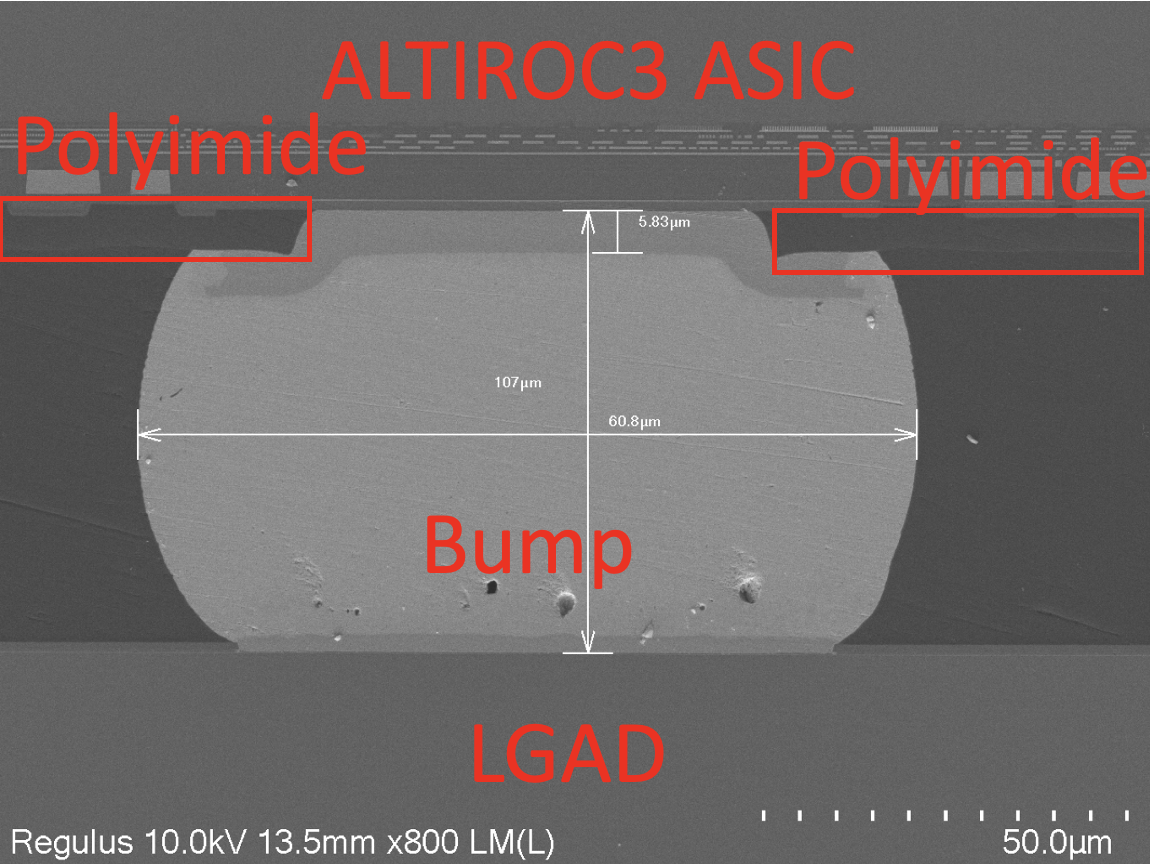 ALTIROC3 ASIC
Polyimide
Polyimide
5.83µm
107µm
60.8µm
Bump
LGAD
Regulus 10.0kV 13.5mm x800 LM(L)
50.0µm